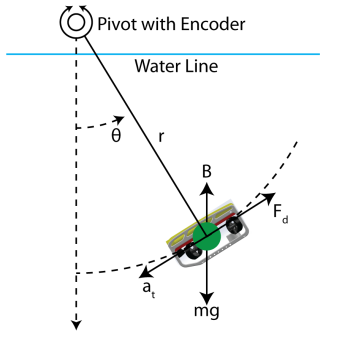 Pivot with Encoder
Water Line
θ
r
B
F_d
a_t
mg